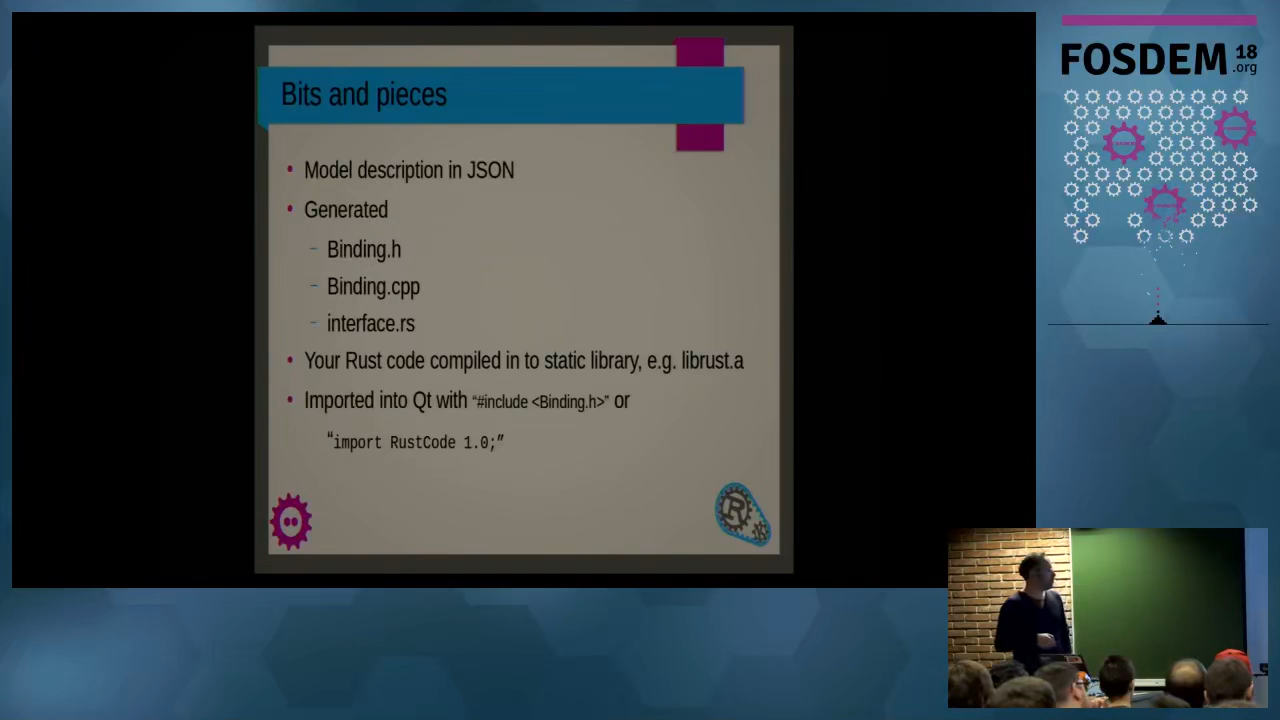 Bits and pieces
• Model description in JSON
• Generated
– Binding.h
– Binding.cpp
– interface.rs
• Your Rust code compiled in to static library, e.g. librust.a
• Imported into Qt with “#include <Binding.h>” or
“import RustCode 1.0;”
R
FOSDEM 18
.org